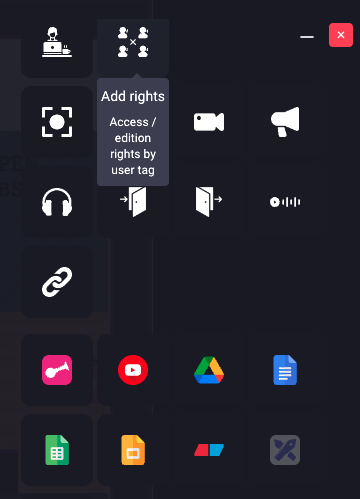 Add rights
Access /
edition
rights by
user tag